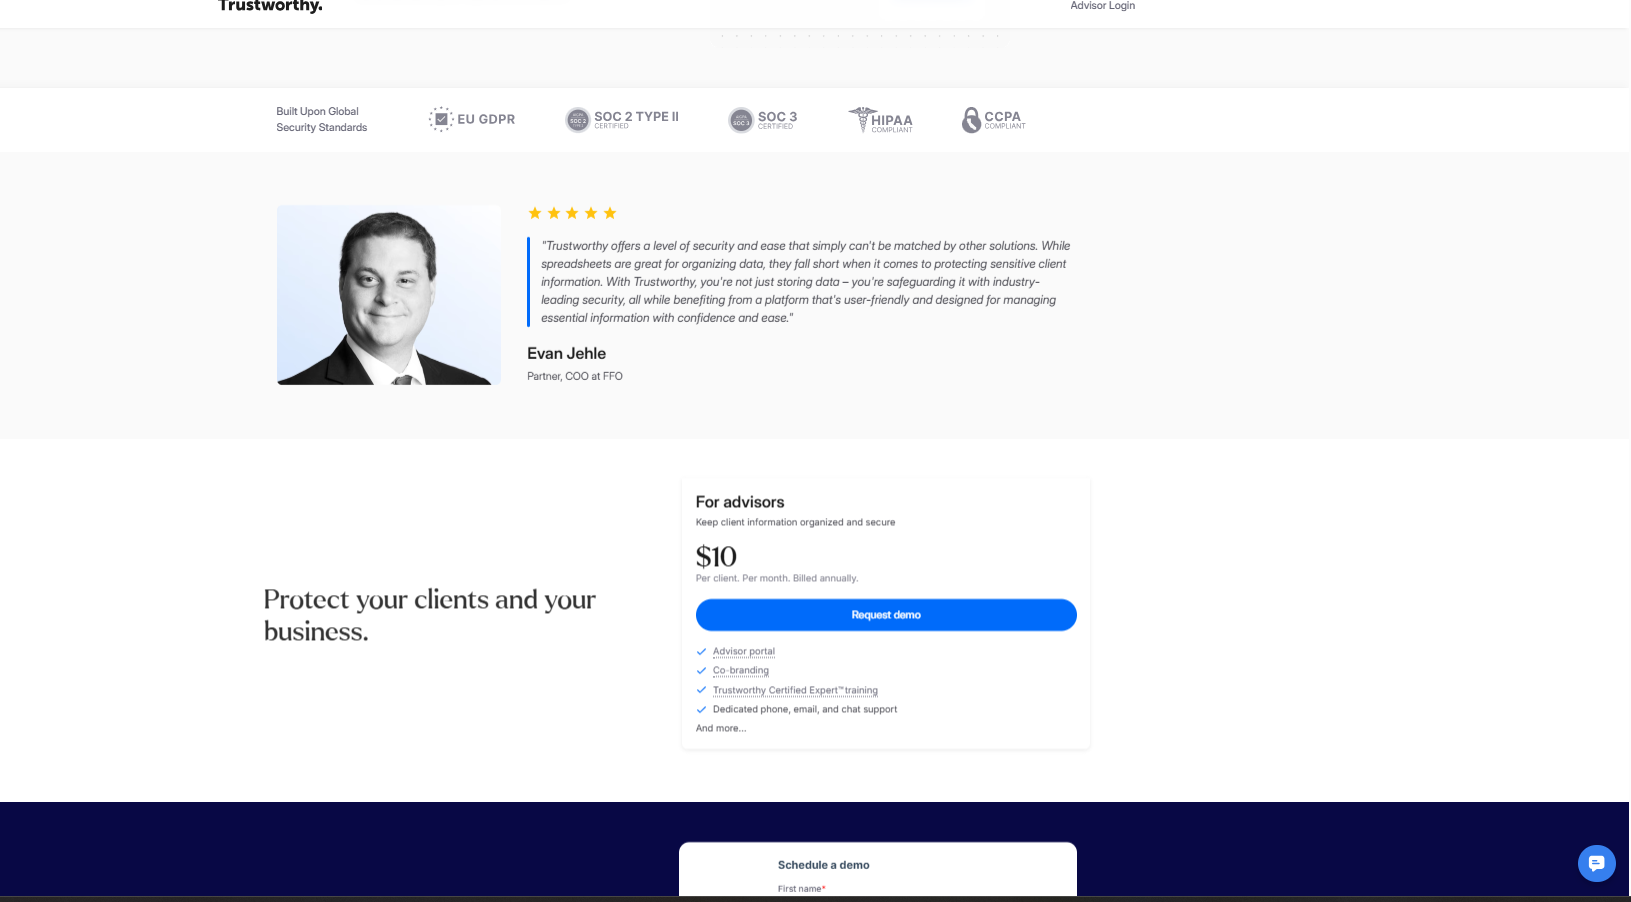 Trustworthy.
Advisor Login
Built Upon Global
Security Standards
EU GDPR
SOC 2
SOC 2 TYPE II
CERTIFIED
SOC 3
SOC 3
CERTIFIED
HIPAA
COMPLIANT
CCPA
COMPLIANT
"Trustworthy offers a level of security and ease that simply can't be matched by other solutions. While
spreadsheets are great for organizing data, they fall short when it comes to protecting sensitive client
information. With Trustworthy, you're not just storing data – you're safeguarding it with industry-
leading security, all while benefiting from a platform that's user-friendly and designed for managing
essential information with confidence and ease."
Evan Jehle
Partner, COO at FFO
Protect your clients and your
business.
For advisors
Keep client information organized and secure
$10
Per client. Per month. Billed annually.
Request demo
Advisor portal
Co-branding
Trustworthy Certified Expert™ training
Dedicated phone, email, and chat support
And more...
Schedule a demo
First name*